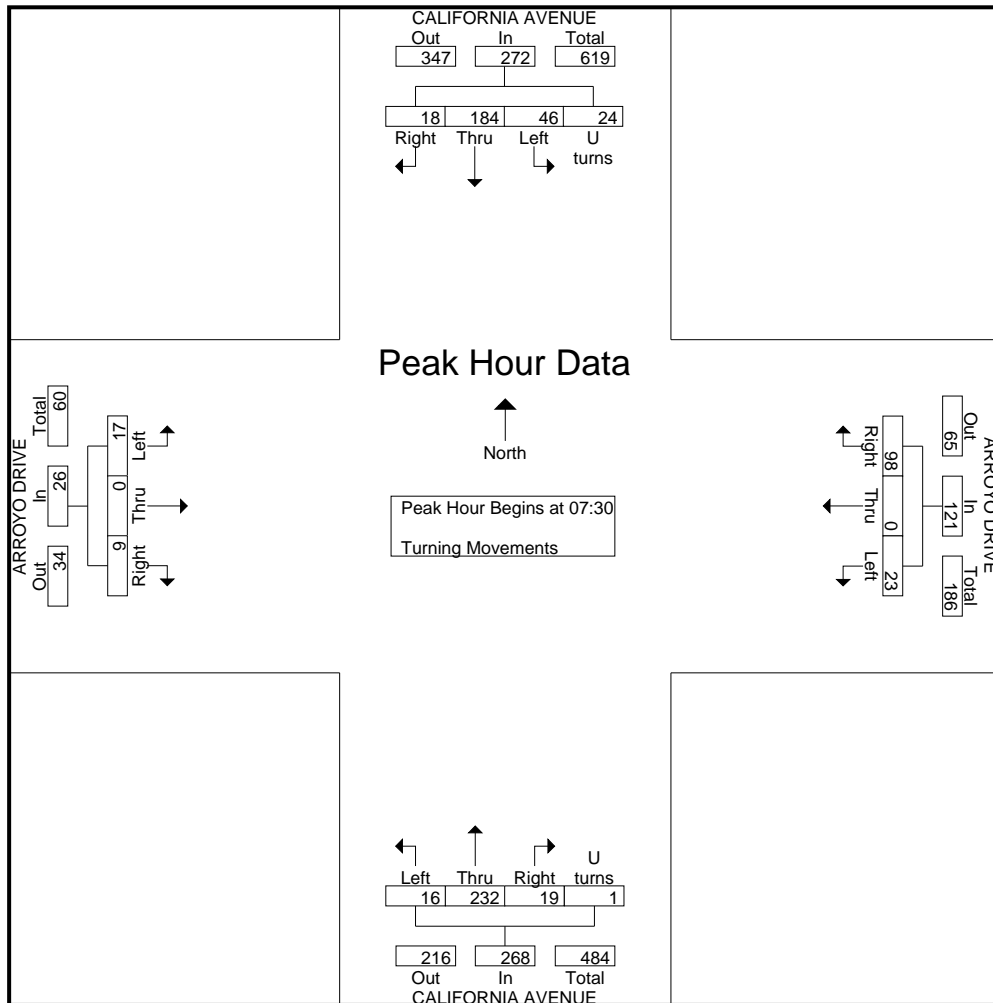 CALIFORNIA AVENUE
Out In Total
347 272 619
18 184 46 24
Right Thru Left U
turns
Peak Hour Data
North
Peak Hour Begins at 07:30
Turning Movements
ARROYO DRIVE
Out In Total
34 26 60
9 0 17
Right Thru Left
ARROYO DRIVE
Out In Total
65 121 186
98 0 23
Right Thru Left
U
Left Thru Right turns
16 232 19 1
216 268 484
Out In Total
CALIFORNIA AVENUE